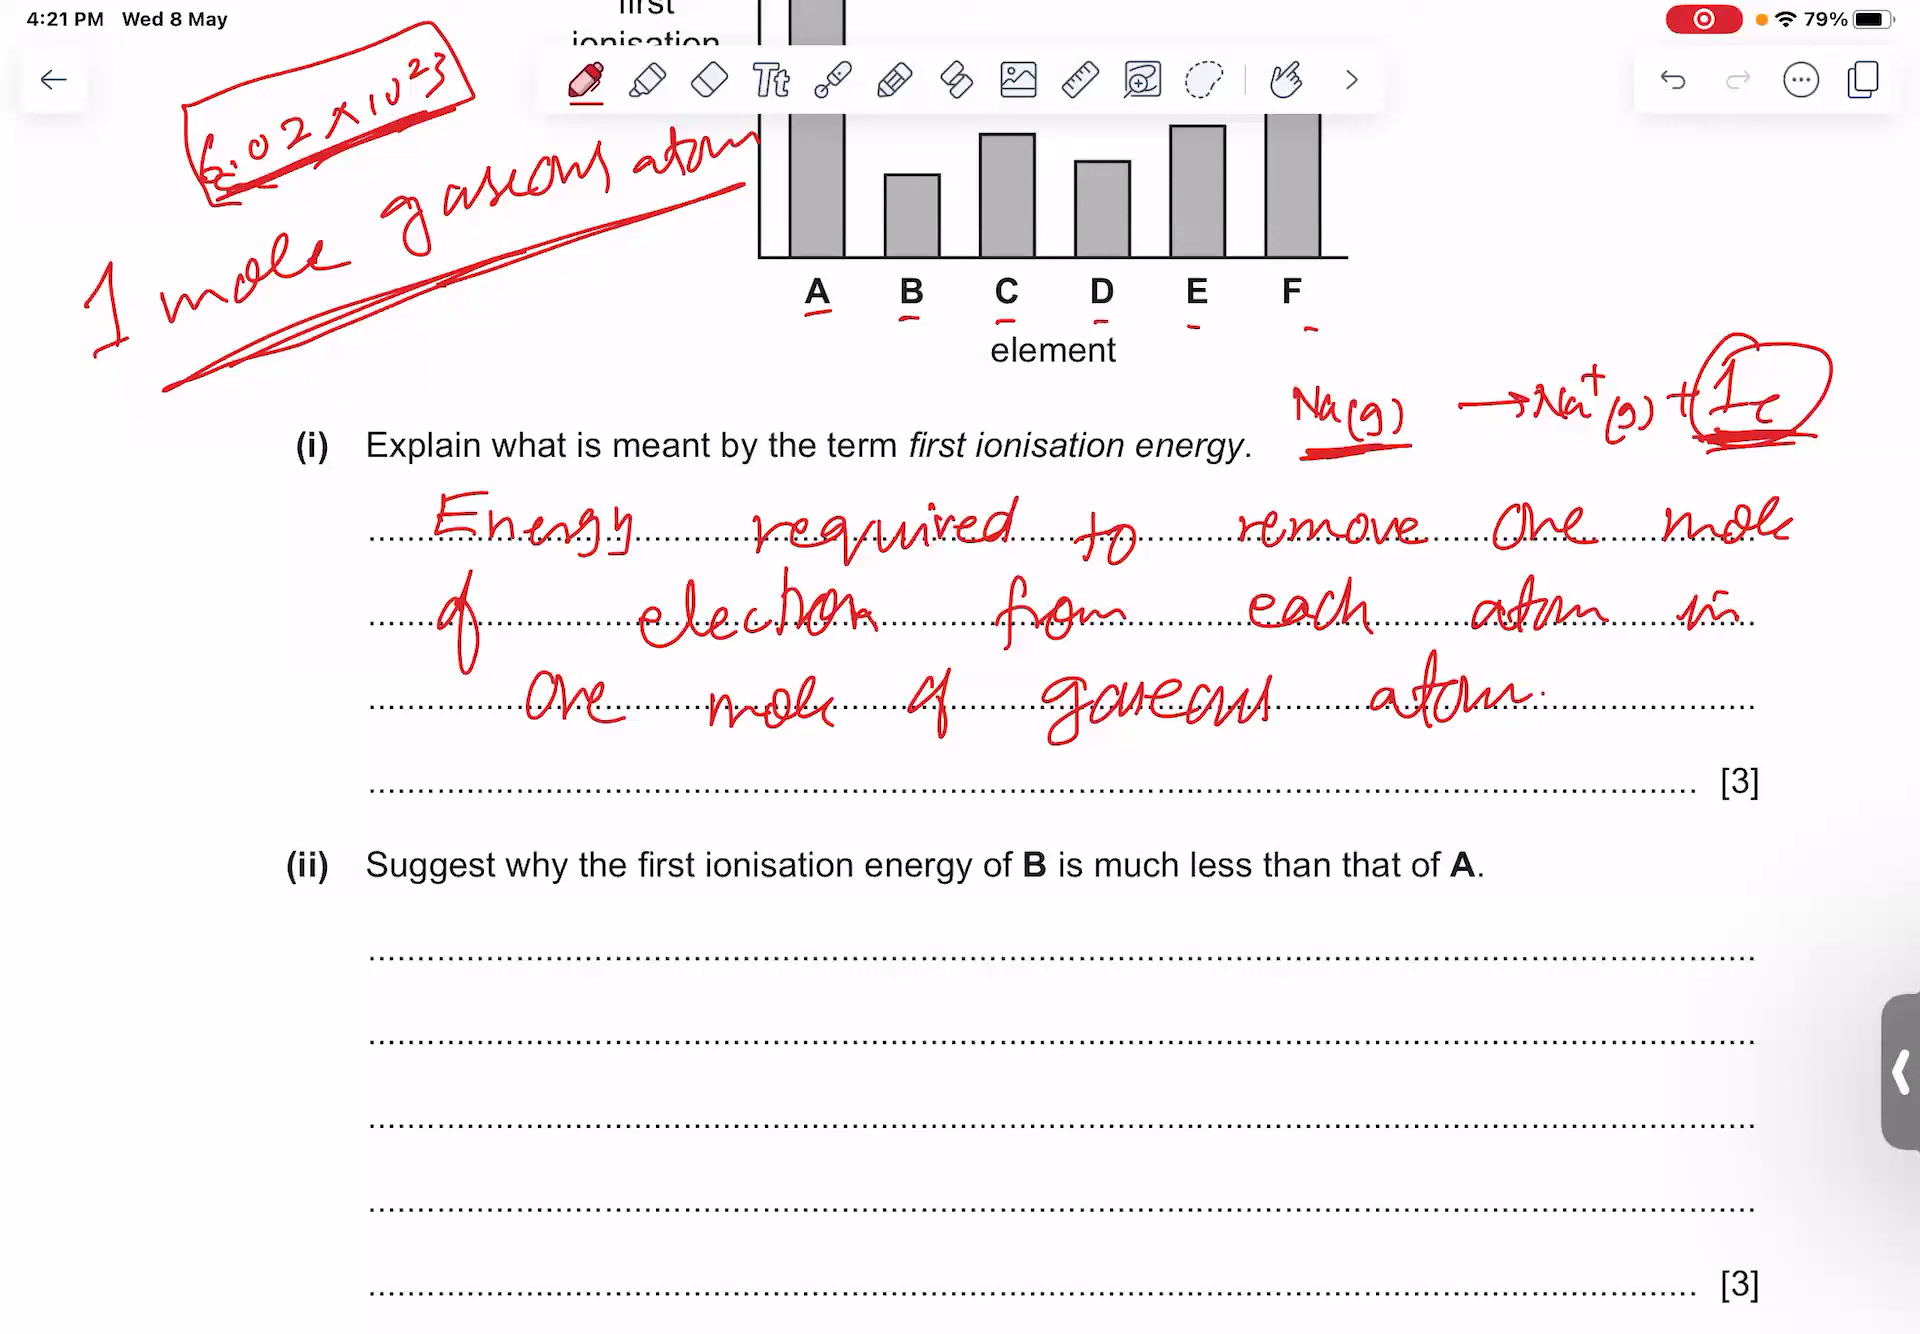 4:21 PM Wed 8 May
79%
first
ionisation
Tt
6.02 × 10²³
1 mole gaseous atom
A B C D E F
element
Na(g) → Na⁺(g) + 1e
(i) Explain what is meant by the term first ionisation energy.
Energy required to remove one mole
of electron from each atom in
one mole of gaseous atom.
[3]
(ii) Suggest why the first ionisation energy of B is much less than that of A.
[3]